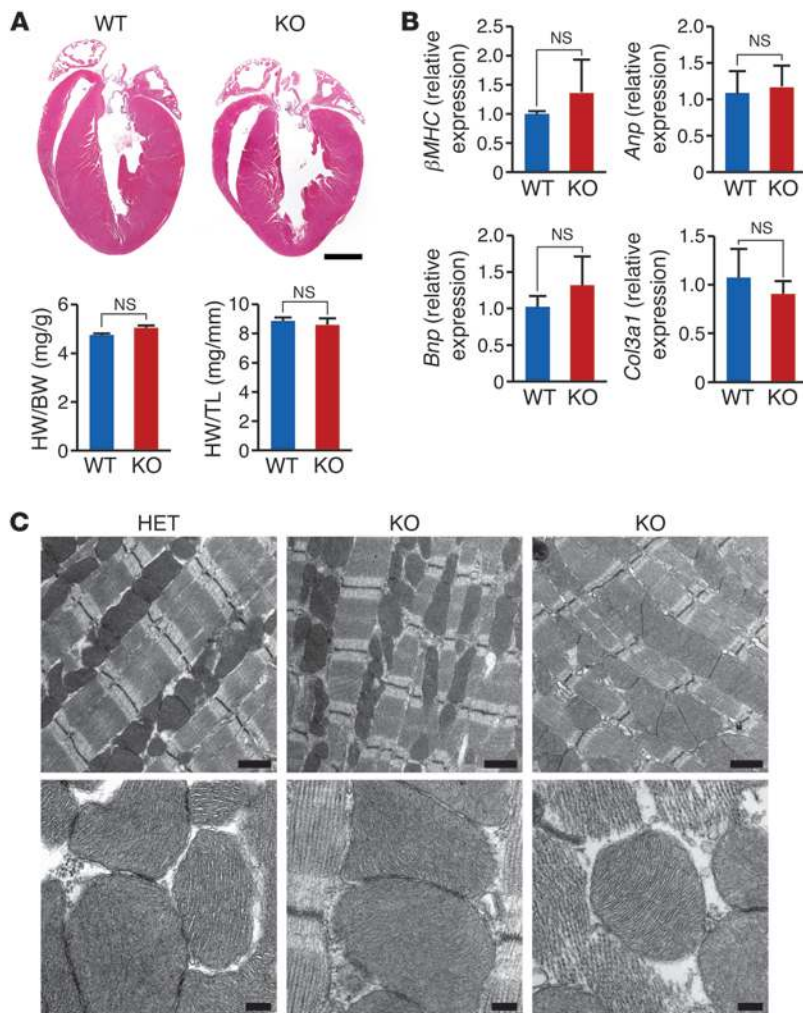 A
WT
KO
HW/BW (mg/g)
6
4
2
0
NS
WT
KO
HW/TL (mg/mm)
10
8
6
4
2
0
NS
WT
KO
B
βMHC (relative
expression)
2.5
2.0
1.5
1.0
0.5
0
NS
WT
KO
Anp (relative
expression)
2.0
1.5
1.0
0.5
0
NS
WT
KO
Bnp (relative
expression)
2.0
1.5
1.0
0.5
0
NS
WT
KO
Col3a1 (relative
expression)
1.5
1.0
0.5
0
NS
WT
KO
C
HET
KO
KO